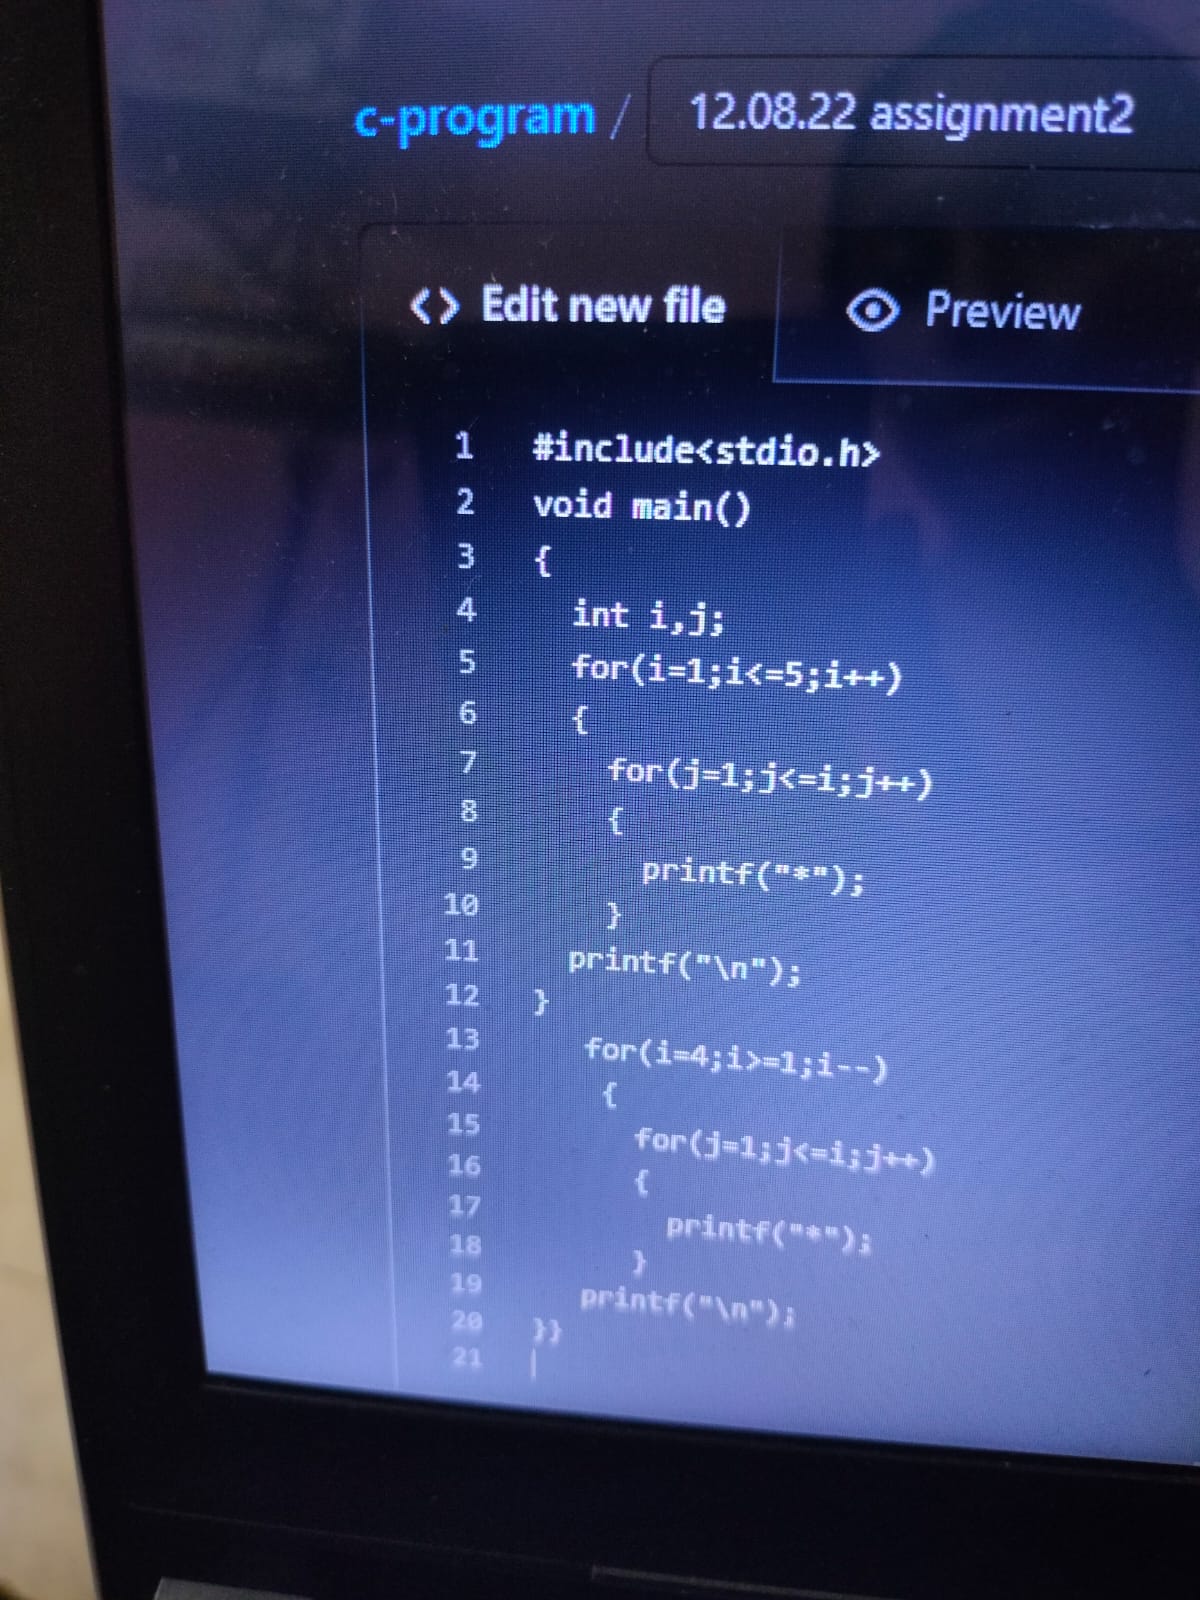 c-program / 12.08.22 assignment2
<> Edit new file Preview
1 #include<stdio.h>
2 void main()
3 {
4 int i,j;
5 for(i=1;i<=5;i++)
6 {
7 for(j=1;j<=i;j++)
8 {
9 printf("*");
10 }
11 printf("\n");
12 }
13 for(i=4;i>=1;i--)
14 {
15 for(j=1;j<=i;j++)
16 {
17 printf("*");
18 }
19 printf("\n");
20 }}
21